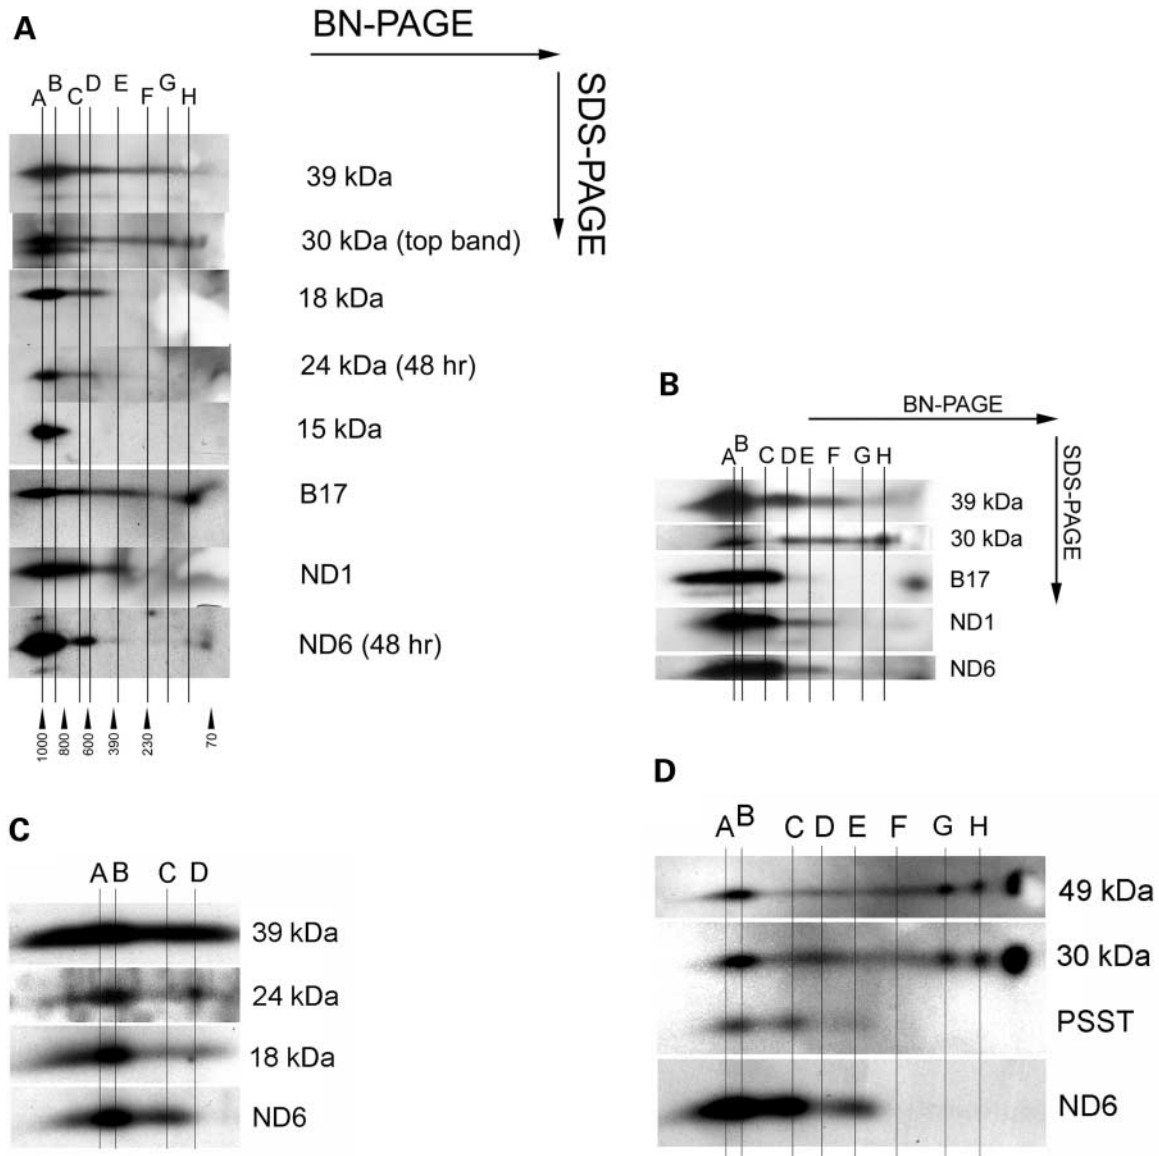 A
BN-PAGE
SDS-PAGE
A B C D E F G H
39 kDa
30 kDa (top band)
18 kDa
24 kDa (48 hr)
15 kDa
B17
ND1
ND6 (48 hr)
1000 800 600 390 230 70
B
BN-PAGE
SDS-PAGE
A B C D E F G H
39 kDa
30 kDa
B17
ND1
ND6
C
A B C D
39 kDa
24 kDa
18 kDa
ND6
D
A B C D E F G H
49 kDa
30 kDa
PSST
ND6